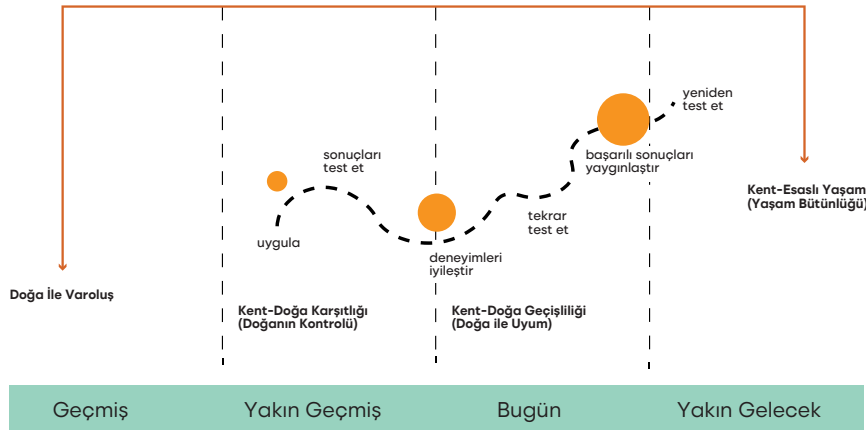 yeniden
test et
sonuçları
test et
başarılı sonuçları
yaygınlaştır
Kent-Esaslı Yaşam
(Yaşam Bütünlüğü)
tekrar
test et
uygula
deneyimleri
iyileştir
Doğa İle Varoluş
Kent-Doğa Karşıtlığı
(Doğanın Kontrolü)
Kent-Doğa Geçişliliği
(Doğa ile Uyum)
Geçmiş
Yakın Geçmiş
Bugün
Yakın Gelecek